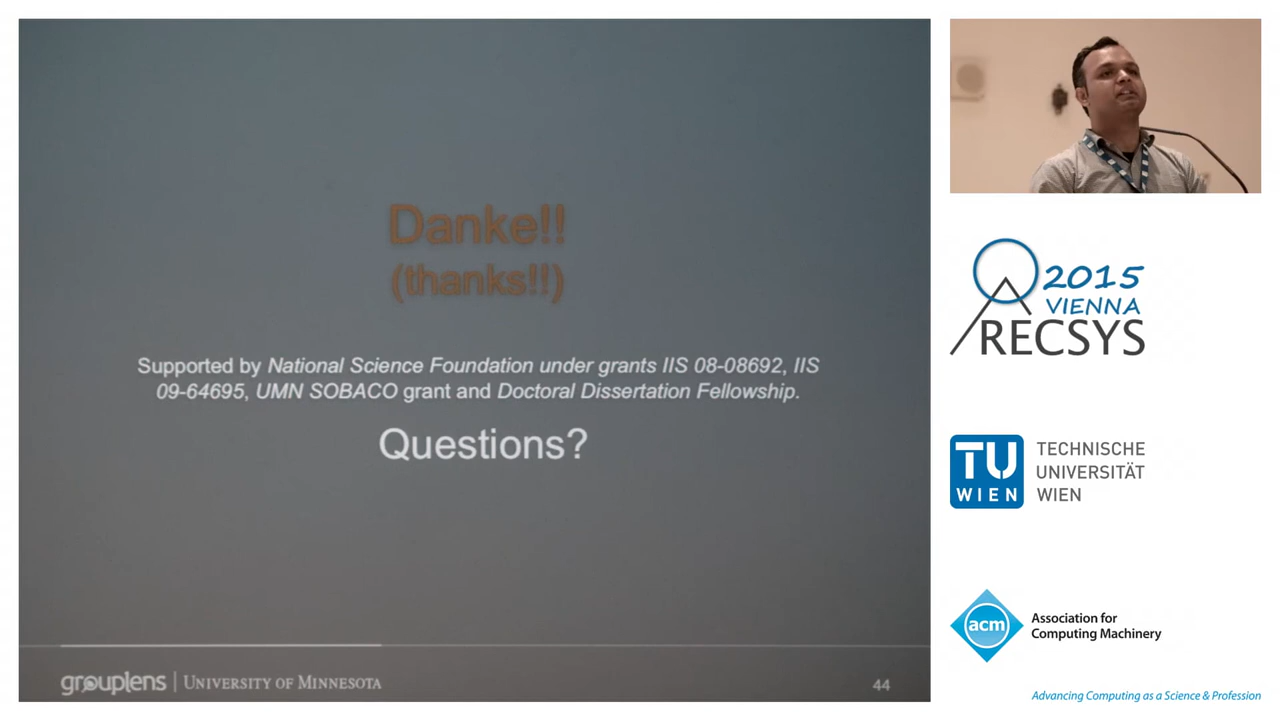 Danke!!
(thanks!!)
Supported by National Science Foundation under grants IIS 08-08692, IIS
09-64695, UMN SOBACO grant and Doctoral Dissertation Fellowship.
Questions?
grouplens | UNIVERSITY OF MINNESOTA
44
2015
VIENNA
RECSYS
TU
WIEN
TECHNISCHE
UNIVERSITÄT
WIEN
acm
Association for
Computing Machinery
Advancing Computing as a Science & Profession